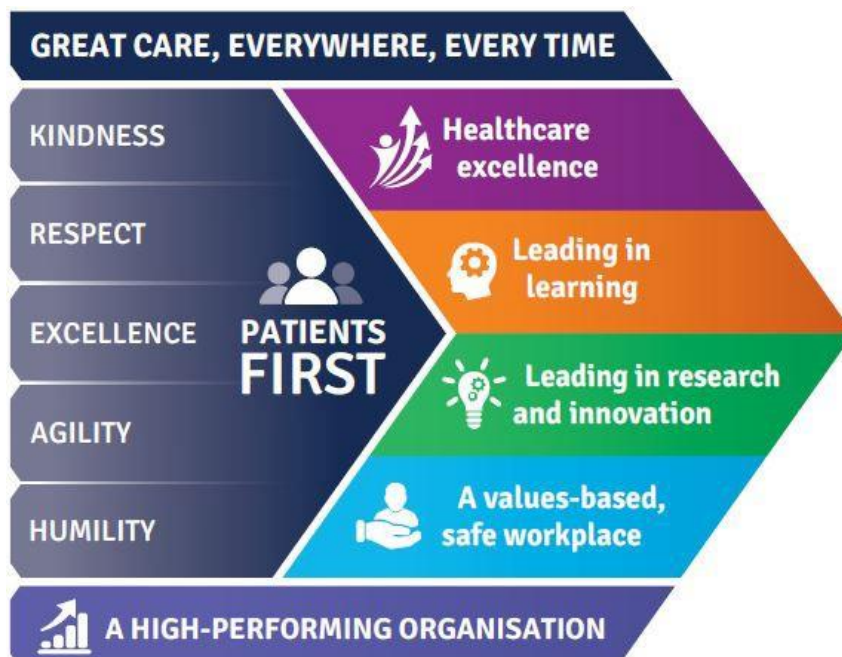 GREAT CARE, EVERYWHERE, EVERY TIME
KINDNESS
RESPECT
EXCELLENCE
AGILITY
HUMILITY
PATIENTS
FIRST
Healthcare
excellence
Leading in
learning
Leading in research
and innovation
A values-based,
safe workplace
A HIGH-PERFORMING ORGANISATION